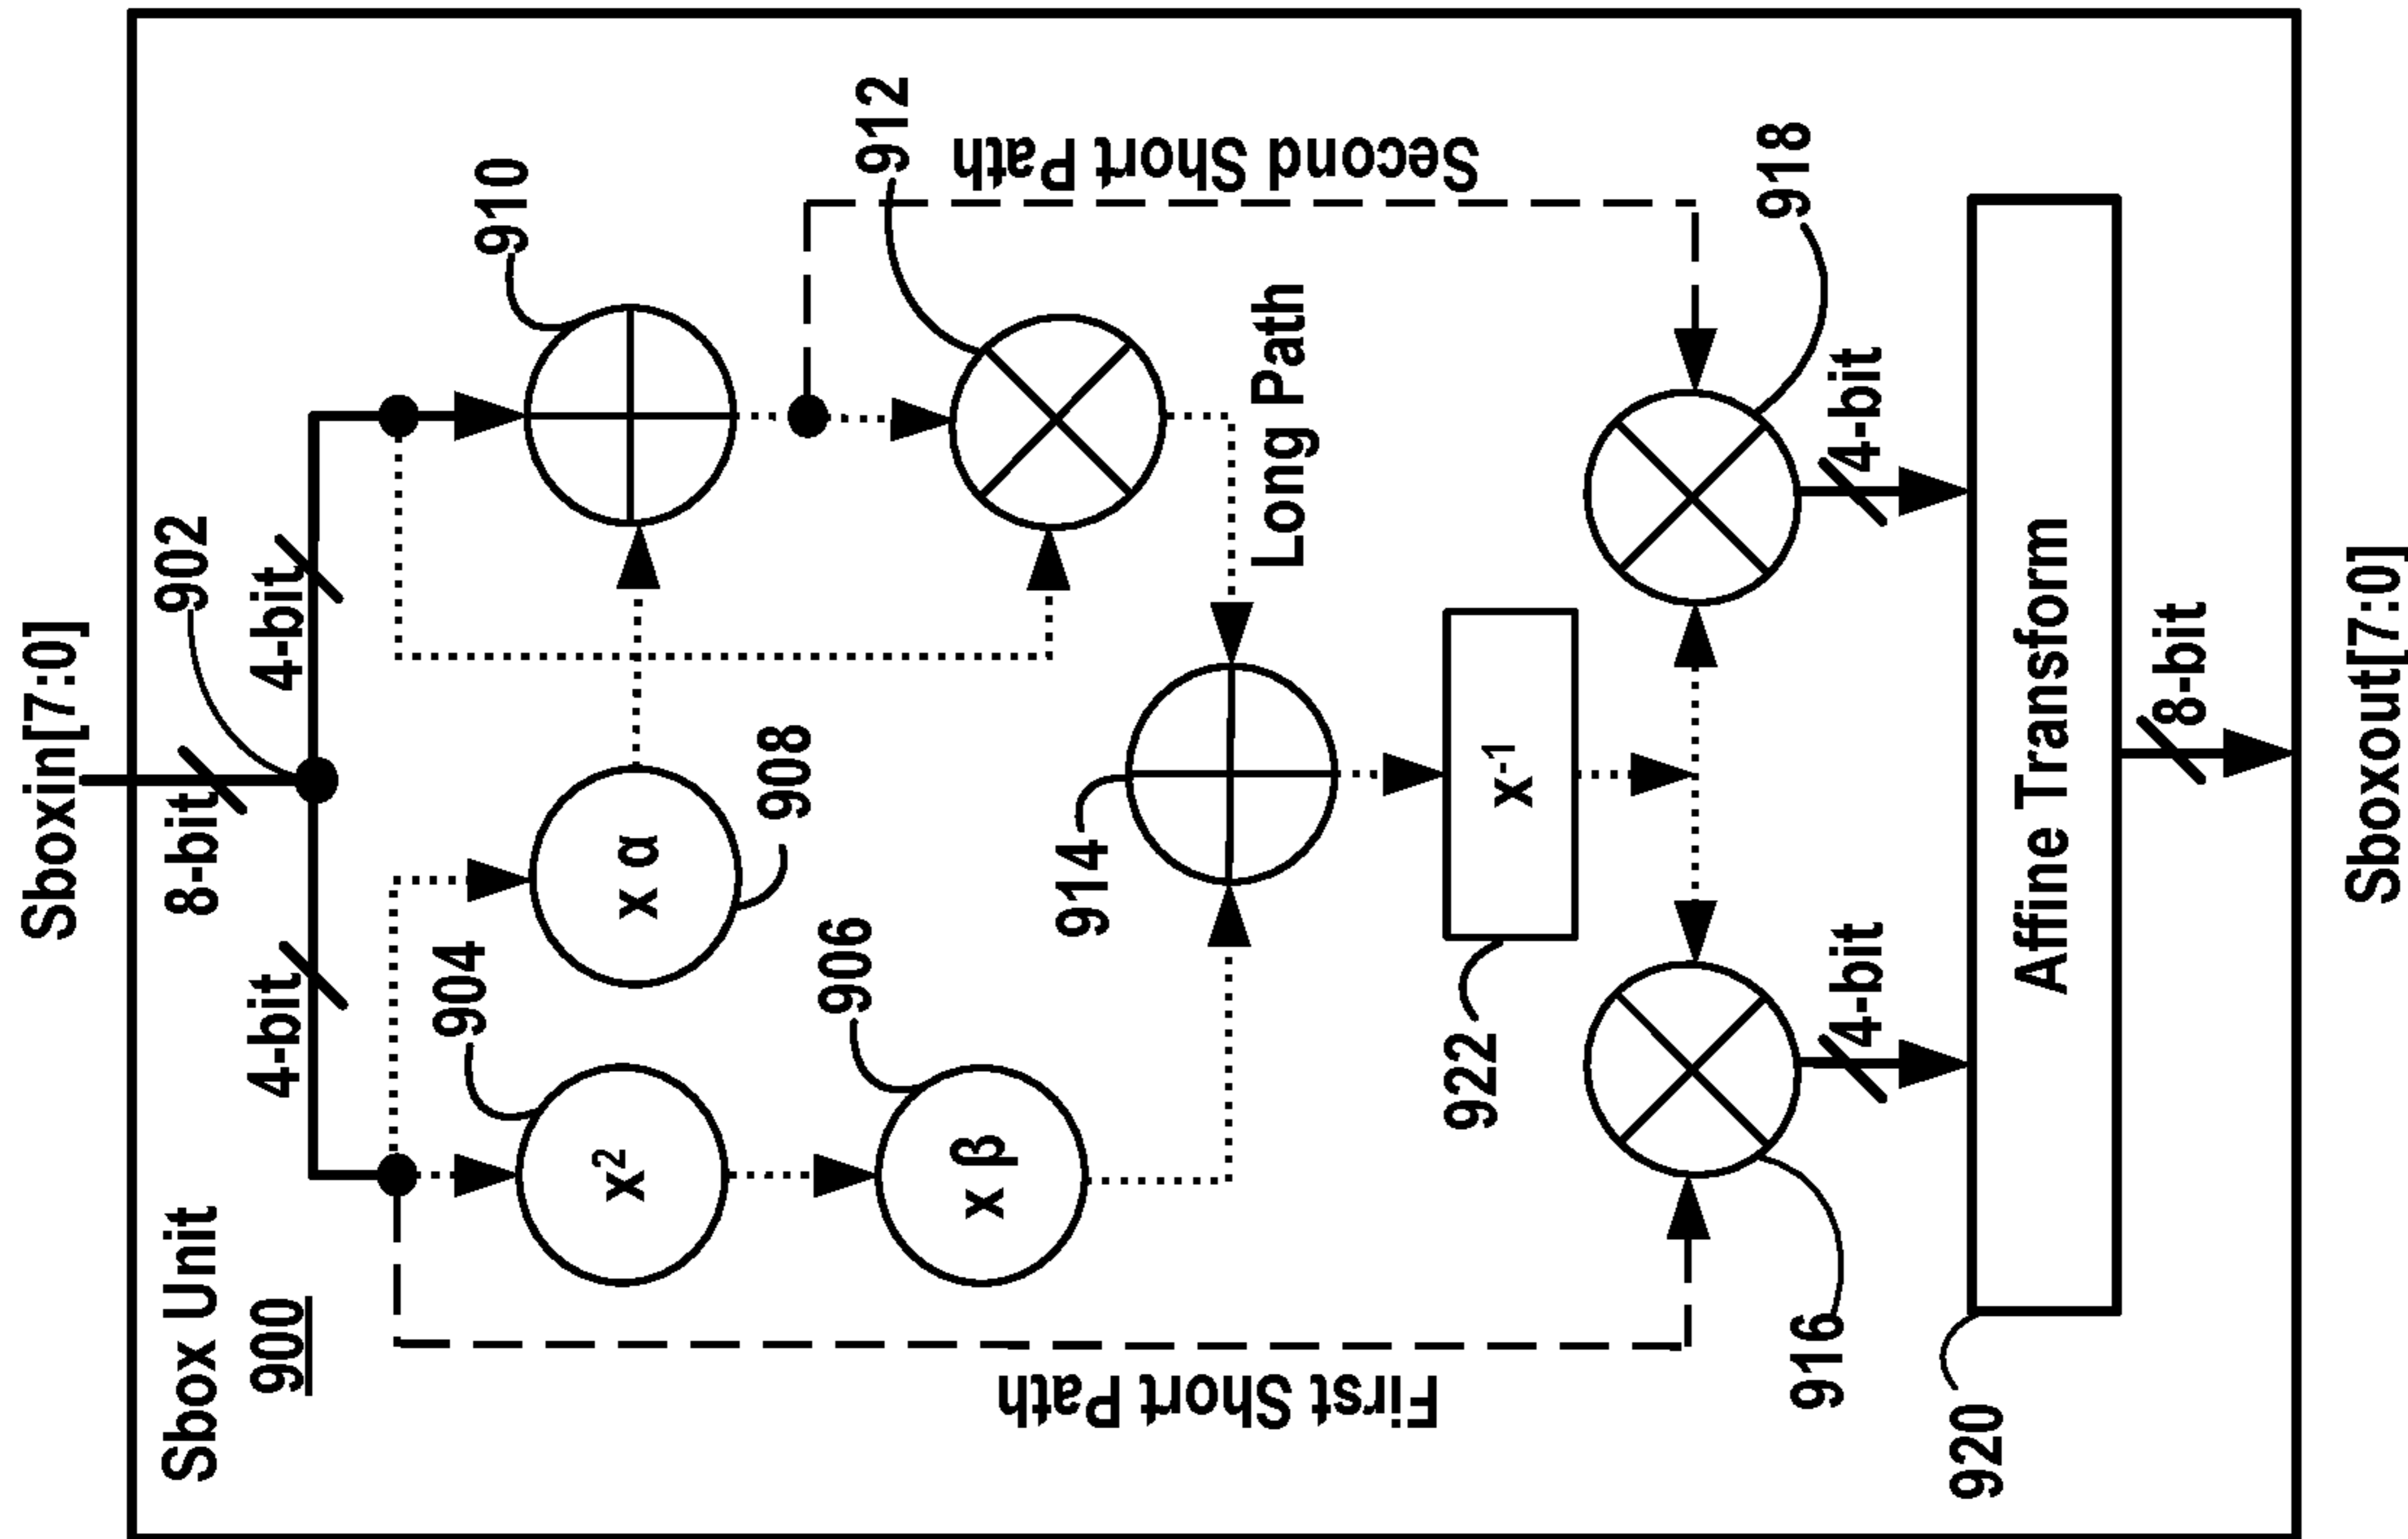 Sboxin[7:0]
Sbox Unit
900
8-bit
902
4-bit
4-bit
904
x²
906
x β
908
x α
910
912
First Short Path
Second Short Path
Long Path
914
922
x⁻¹
916
918
4-bit
4-bit
920
Affine Transform
8-bit
Sboxout[7:0]